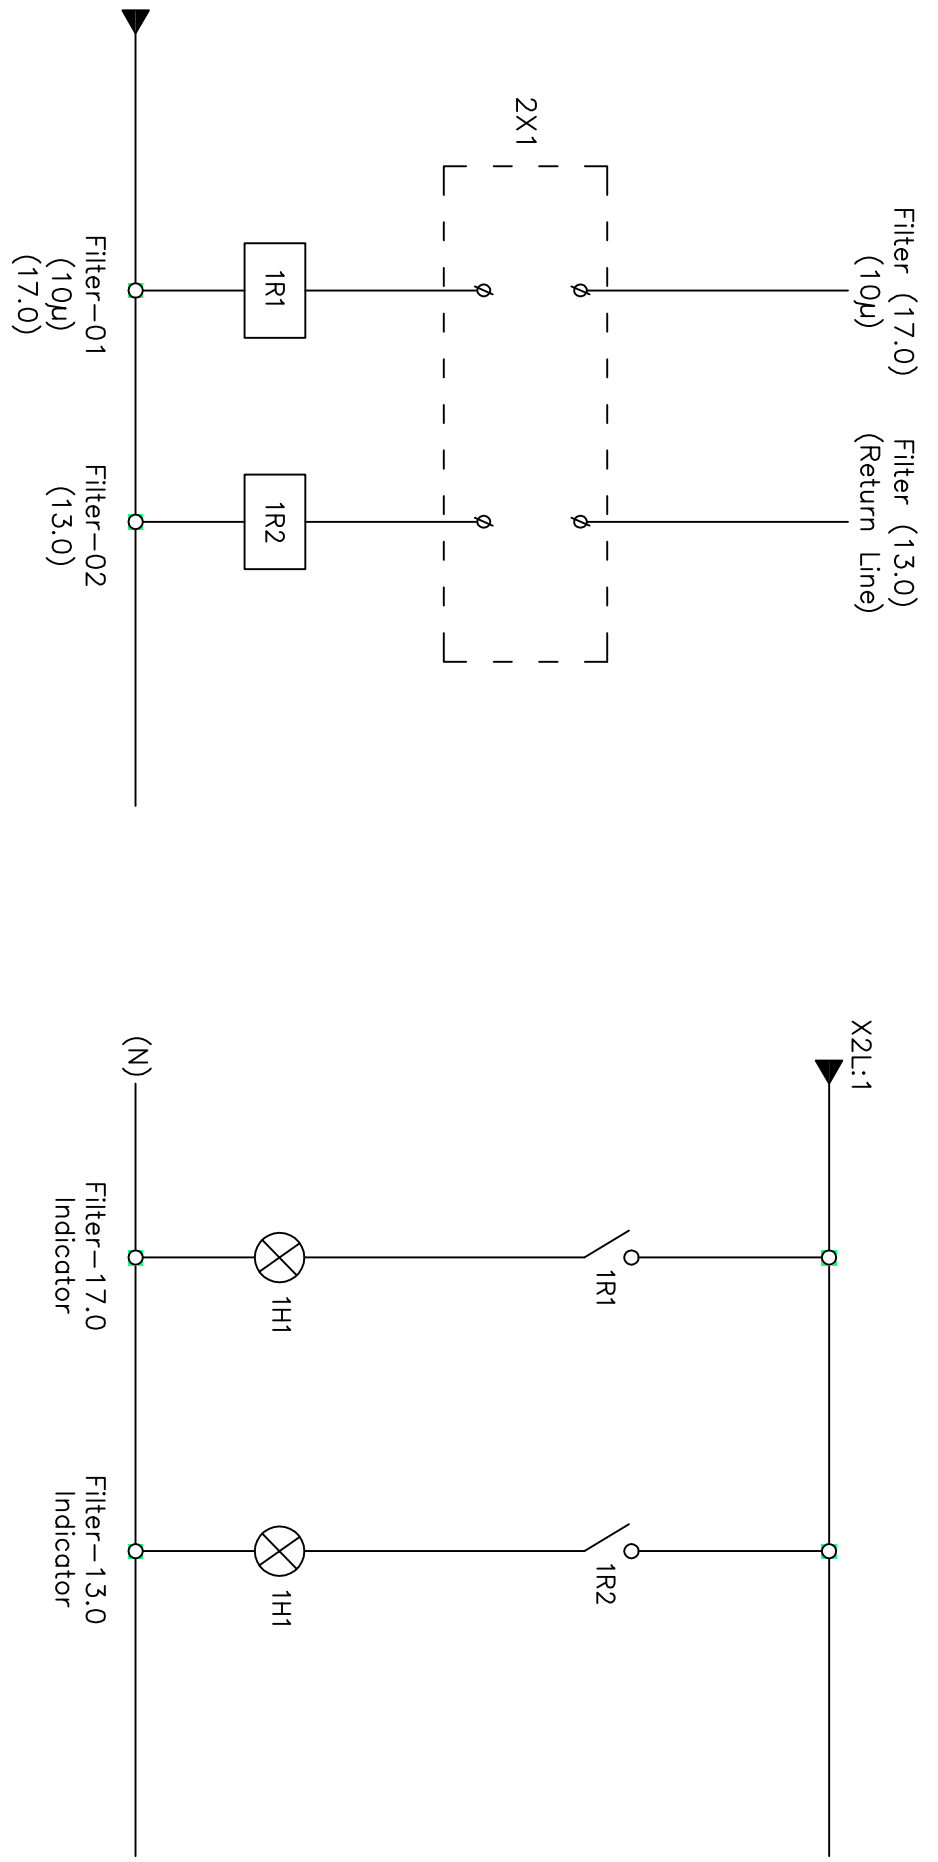 Filter (17.0)
(10µ)
Filter (13.0)
(Return Line)
2X1
1R1
1R2
Filter-01
(10µ)
(17.0)
Filter-02
(13.0)
X2L:1
1R1
1R2
1H1
1H1
(N)
Filter-17.0
Indicator
Filter-13.0
Indicator